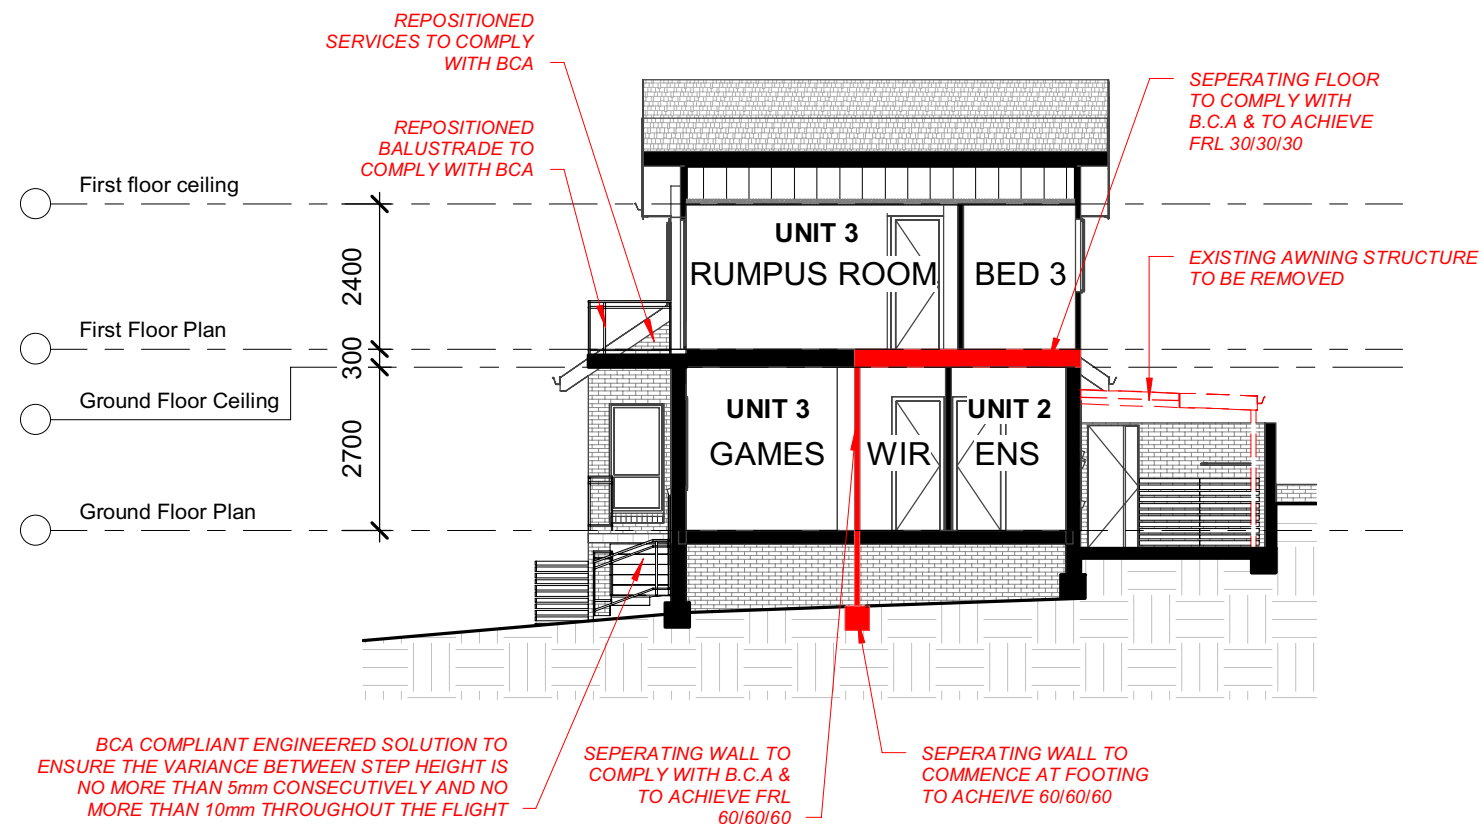 REPOSITIONED
SERVICES TO COMPLY
WITH BCA
SEPERATING FLOOR
TO COMPLY WITH
B.C.A & TO ACHIEVE
FRL 30/30/30
REPOSITIONED
BALUSTRADE TO
COMPLY WITH BCA
First floor ceiling
UNIT 3
RUMPUS ROOM
BED 3
EXISTING AWNING STRUCTURE
TO BE REMOVED
2400
First Floor Plan
300
Ground Floor Ceiling
UNIT 3
GAMES
WIR
UNIT 2
ENS
2700
Ground Floor Plan
BCA COMPLIANT ENGINEERED SOLUTION TO
ENSURE THE VARIANCE BETWEEN STEP HEIGHT IS
NO MORE THAN 5mm CONSECUTIVELY AND NO
MORE THAN 10mm THROUGHOUT THE FLIGHT
SEPERATING WALL TO
COMPLY WITH B.C.A &
TO ACHIEVE FRL
60/60/60
SEPERATING WALL TO
COMMENCE AT FOOTING
TO ACHEIVE 60/60/60